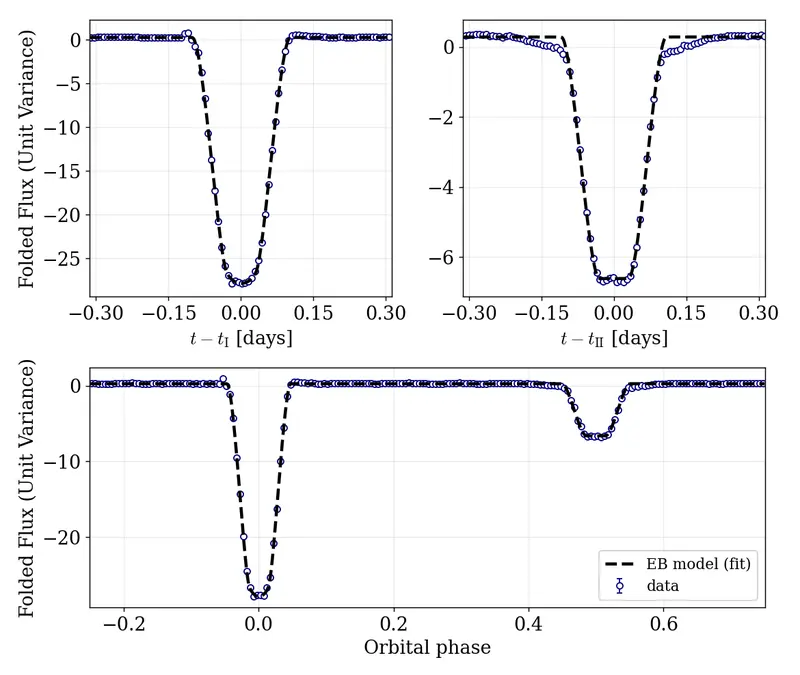 Folded Flux (Unit Variance)
0
−5
−10
−15
−20
−25
−0.30 −0.15 0.00 0.15 0.30
t − tI [days]
0
−2
−4
−6
−0.30 −0.15 0.00 0.15 0.30
t − tII [days]
Folded Flux (Unit Variance)
0
−10
−20
−0.2 0.0 0.2 0.4 0.6
Orbital phase
EB model (fit)
data